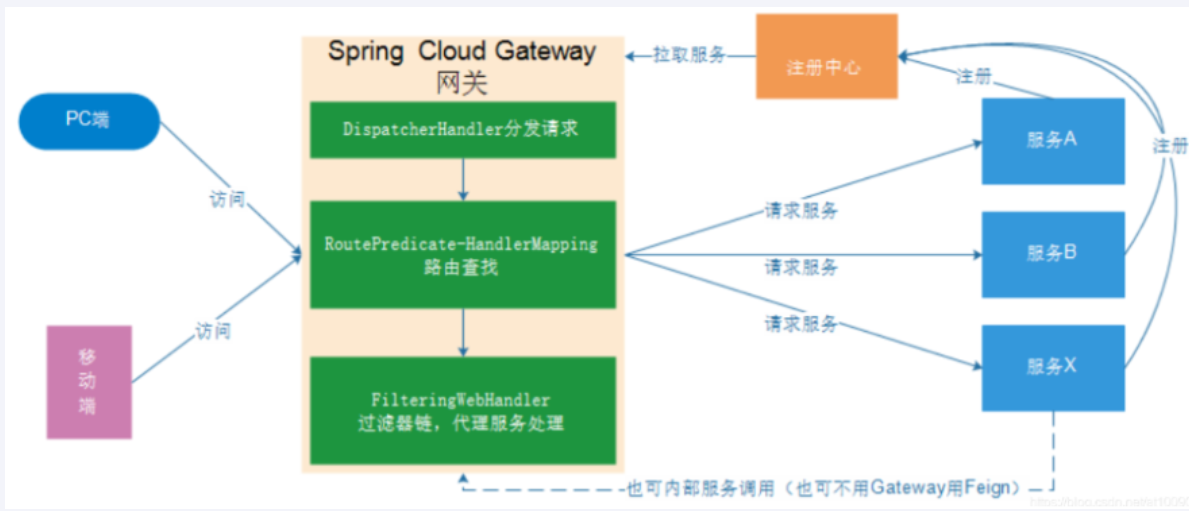 Spring Cloud Gateway
网关
拉取服务
注册中心
注册
PC端
DispatcherHandler分发请求
服务A
注册
访问
请求服务
RoutePredicate-HandlerMapping
路由查找
服务B
请求服务
访问
请求服务
移
动
端
服务X
FilteringWebHandler
过滤器链，代理服务处理
也可内部服务调用（也可不用Gateway用Feign）